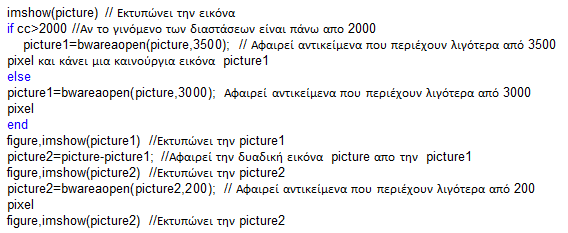 imshow(picture)  // Εκτυπώνει την εικόνα
if cc>2000 //Αν το γινόμενο των διαστάσεων είναι πάνω απο 2000
picture1=bwareaopen(picture,3500);  // Αφαιρεί αντικείμενα που περιέχουν λιγότερα από 3500
pixel και κάνει μια καινούργια εικόνα  picture1
else
picture1=bwareaopen(picture,3000);  Αφαιρεί αντικείμενα που περιέχουν λιγότερα από 3000
pixel
end
figure,imshow(picture1)  //Εκτυπώνει την picture1
picture2=picture-picture1; //Αφαιρεί την δυαδική εικόνα  picture απο την  picture1
figure,imshow(picture2)  //Εκτυπώνει την picture2
picture2=bwareaopen(picture2,200);  // Αφαιρεί αντικείμενα που περιέχουν λιγότερα από 200
pixel
figure,imshow(picture2)  //Εκτυπώνει την picture2